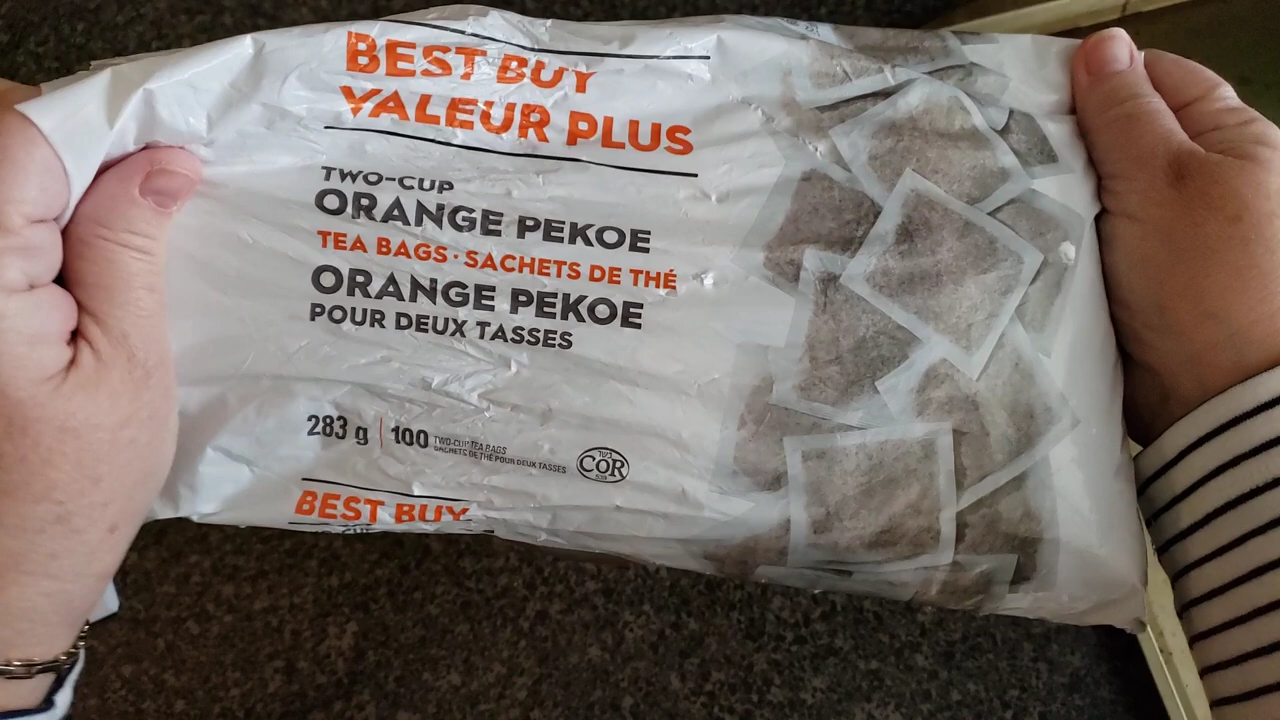 BEST BUY
VALEUR PLUS
TWO-CUP
ORANGE PEKOE
TEA BAGS · SACHETS DE THÉ
ORANGE PEKOE
POUR DEUX TASSES
283 g | 100 TWO-CUP TEA BAGS
SACHETS DE THÉ POUR DEUX TASSES
כשר
COR
BEST BUY